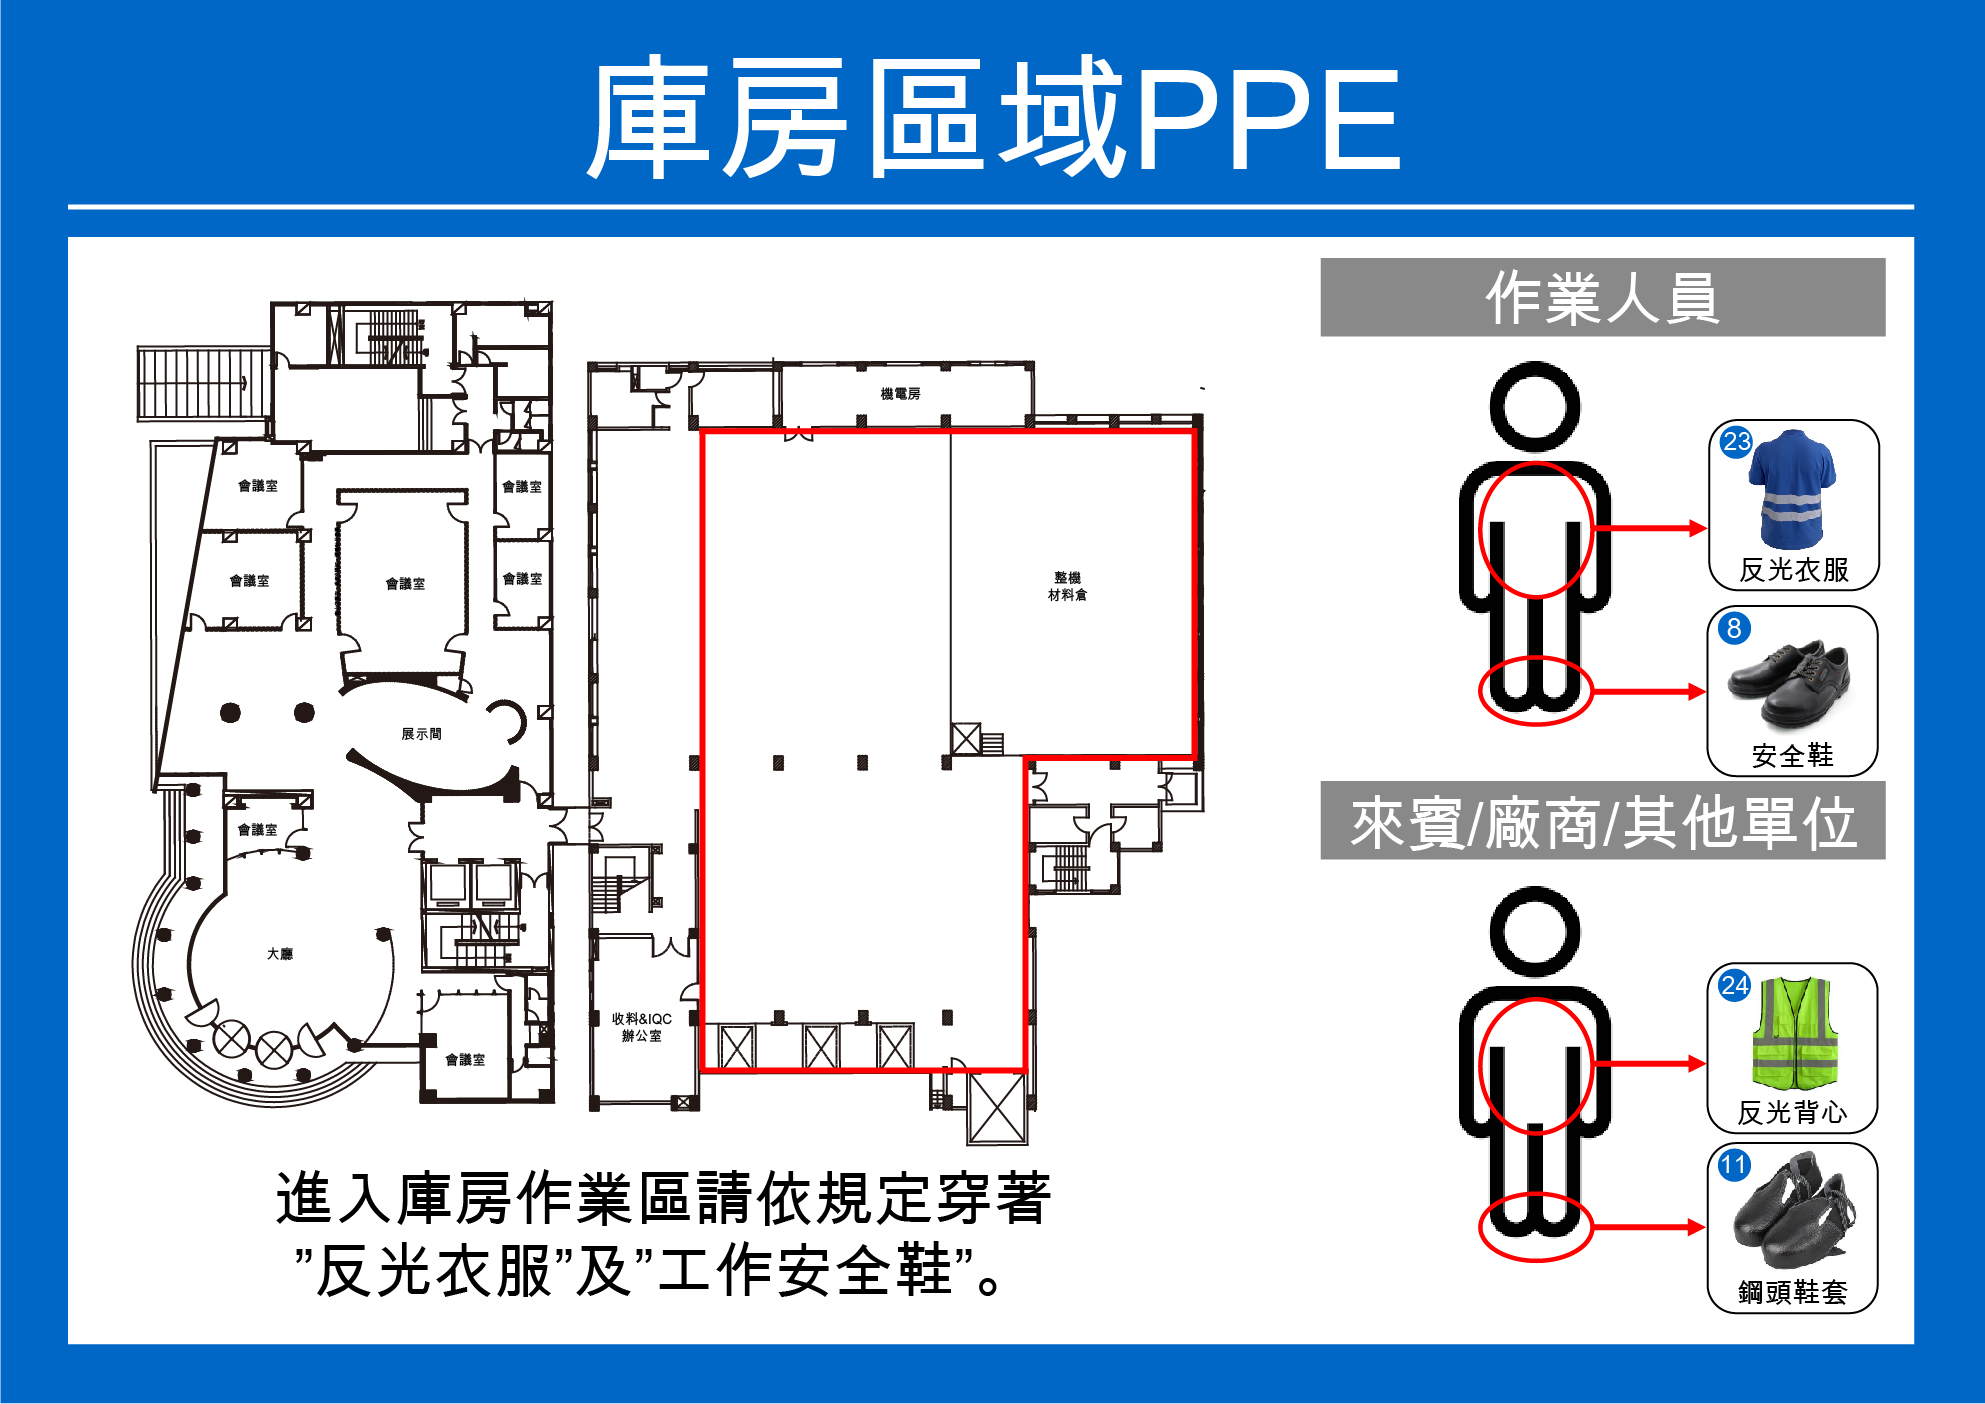 庫房區域PPE
機電房
會議室
會議室
會議室
會議室
會議室
整機
材料倉
展示間
會議室
大廳
收料&IQC
辦公室
會議室
進入庫房作業區請依規定穿著
”反光衣服”及”工作安全鞋”。
作業人員
23
反光衣服
8
安全鞋
來賓/廠商/其他單位
24
反光背心
11
鋼頭鞋套